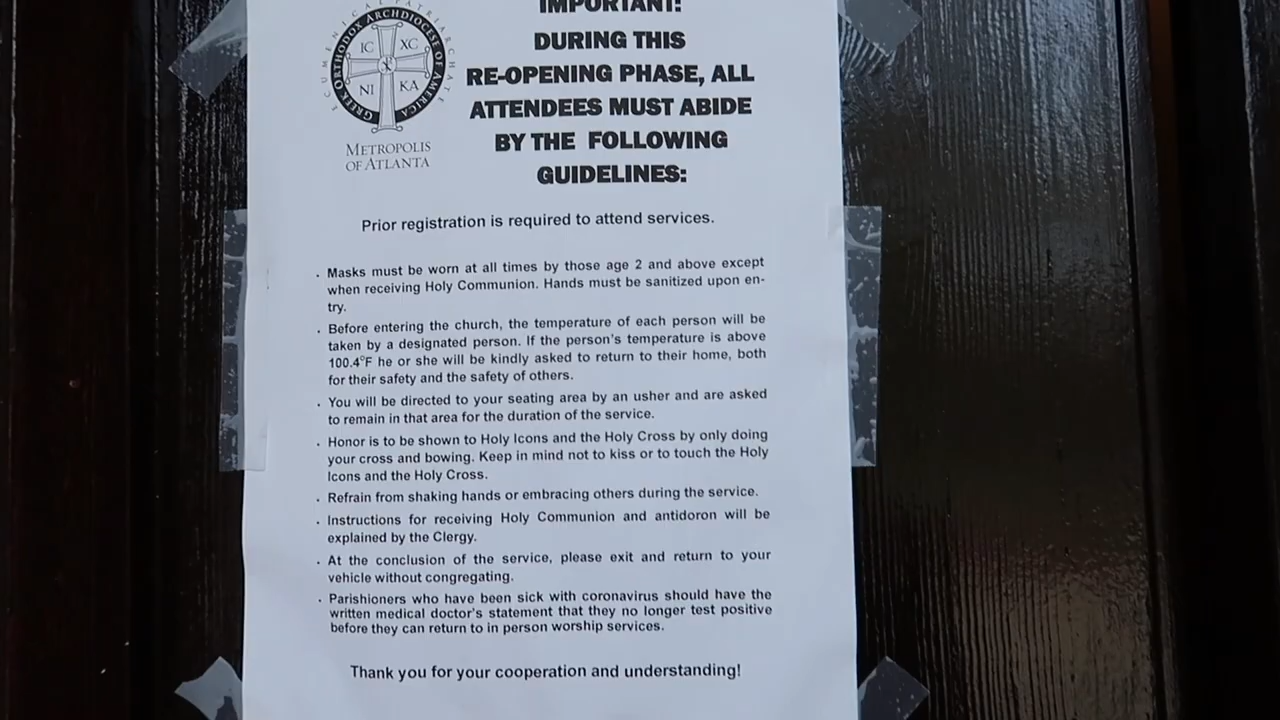 ECUMENICAL PATRIARCHATE
GREEK ORTHODOX ARCHDIOCESE OF AMERICA
IC XC
NI KA
METROPOLIS
OF ATLANTA
IMPORTANT:
DURING THIS
RE-OPENING PHASE, ALL
ATTENDEES MUST ABIDE
BY THE FOLLOWING
GUIDELINES:
Prior registration is required to attend services.
· Masks must be worn at all times by those age 2 and above except
when receiving Holy Communion. Hands must be sanitized upon en-
try.
· Before entering the church, the temperature of each person will be
taken by a designated person. If the person's temperature is above
100.4°F he or she will be kindly asked to return to their home, both
for their safety and the safety of others.
· You will be directed to your seating area by an usher and are asked
to remain in that area for the duration of the service.
· Honor is to be shown to Holy Icons and the Holy Cross by only doing
your cross and bowing. Keep in mind not to kiss or to touch the Holy
Icons and the Holy Cross.
· Refrain from shaking hands or embracing others during the service.
· Instructions for receiving Holy Communion and antidoron will be
explained by the Clergy.
· At the conclusion of the service, please exit and return to your
vehicle without congregating.
· Parishioners who have been sick with coronavirus should have the
written medical doctor's statement that they no longer test positive
before they can return to in person worship services.
Thank you for your cooperation and understanding!